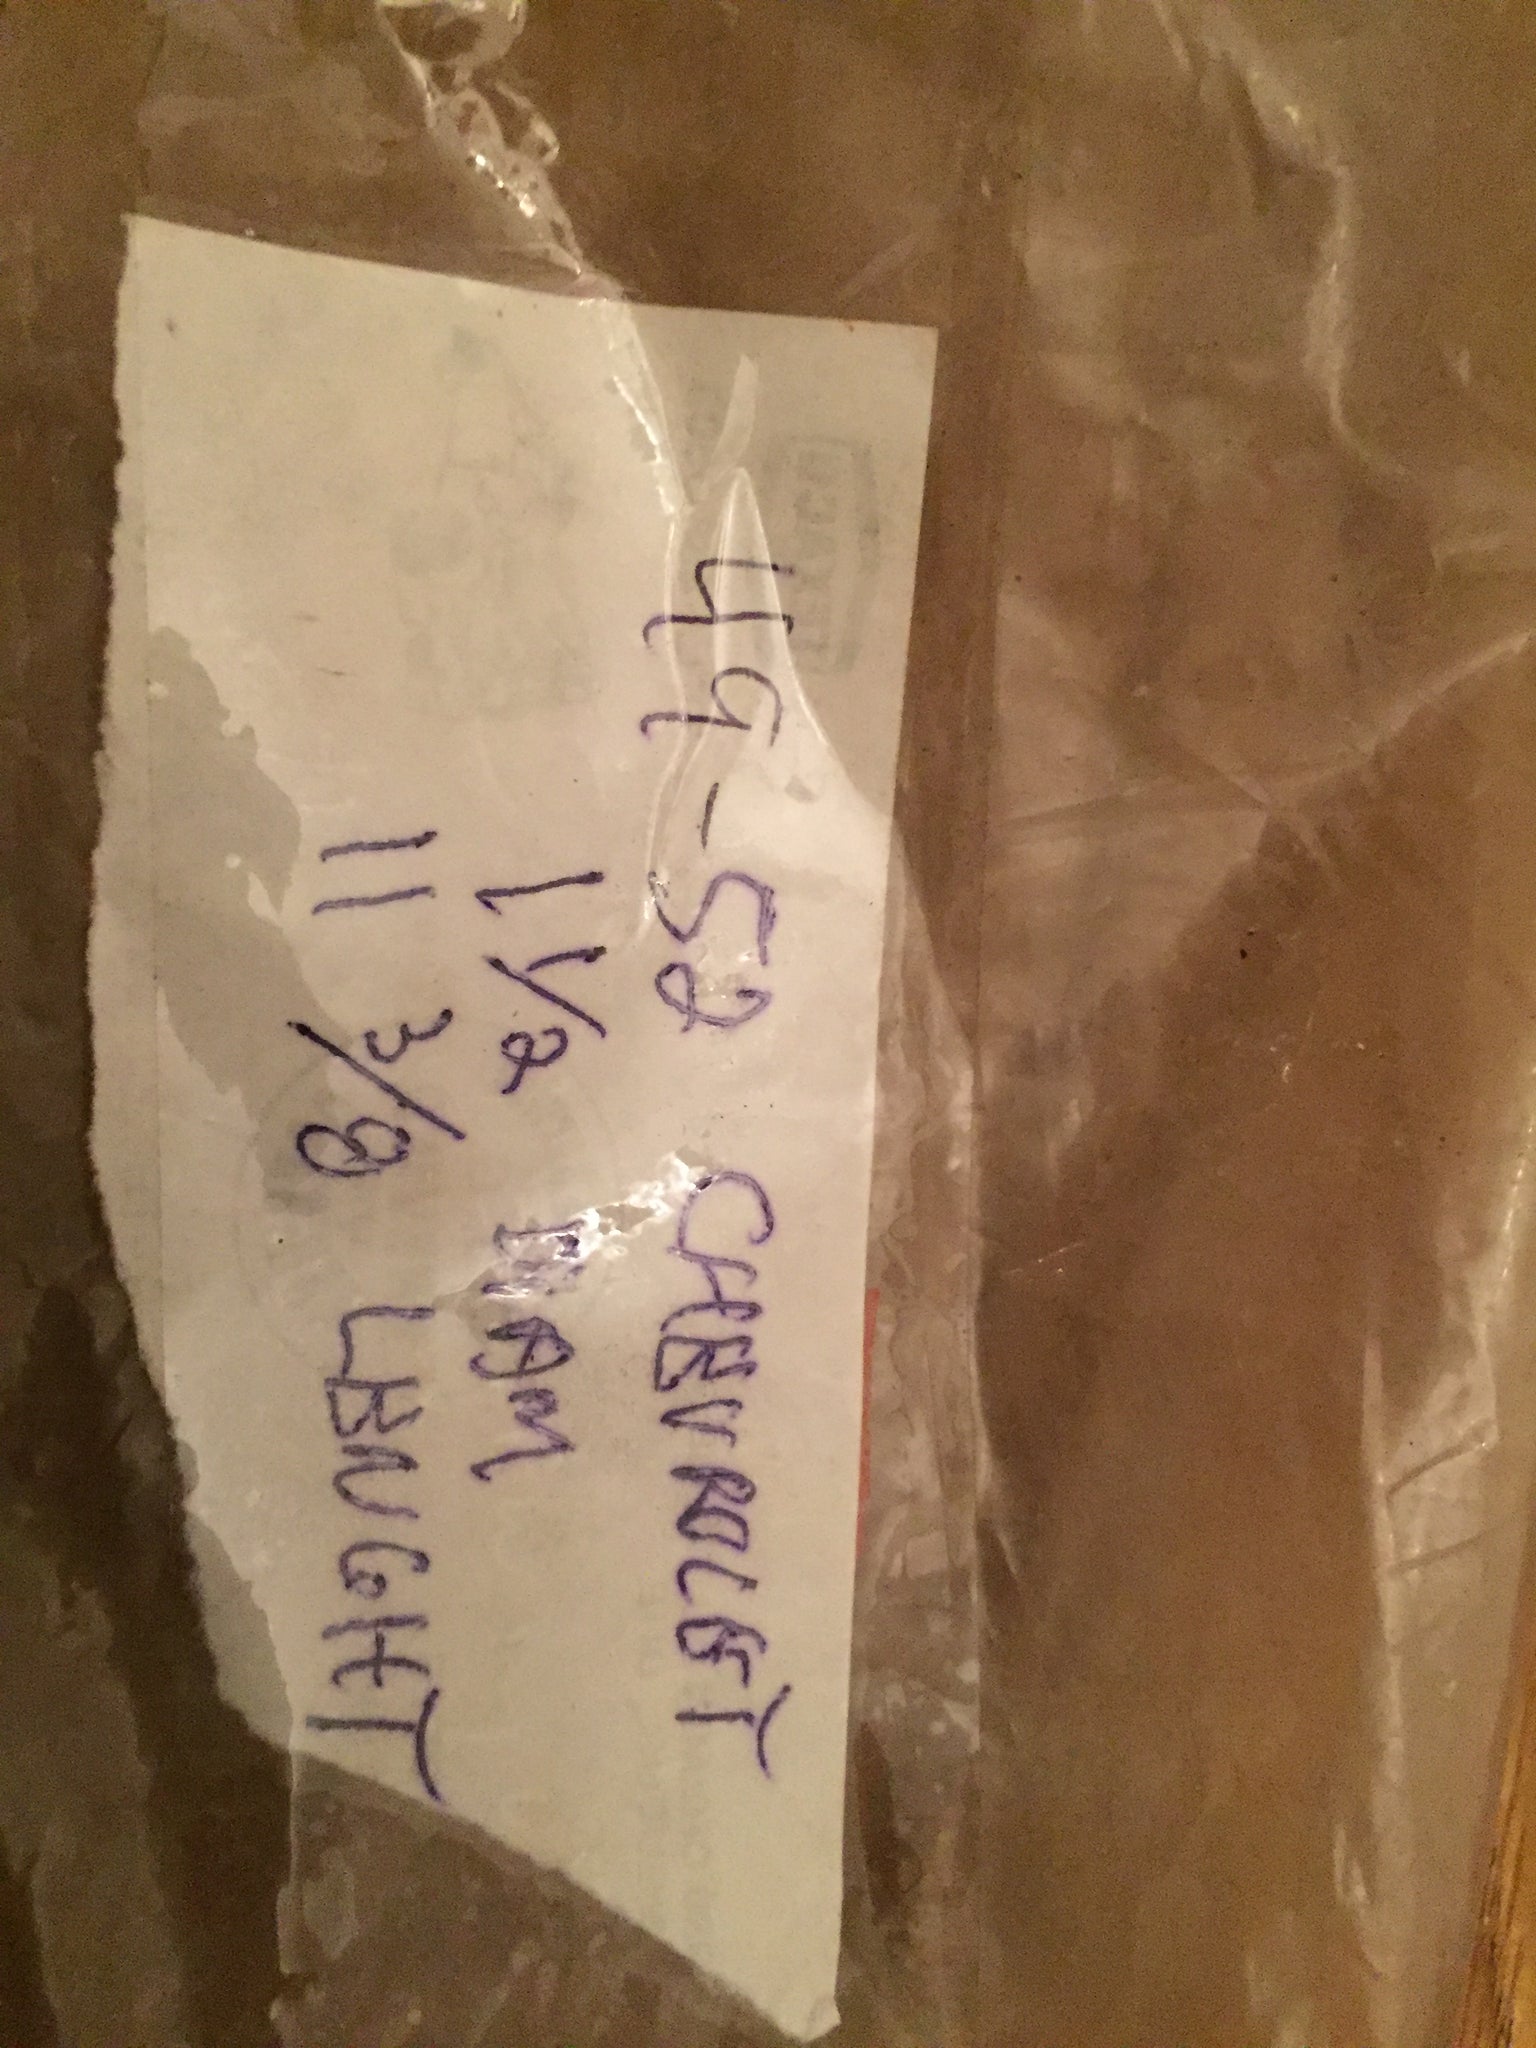 49-52 CHEVROLET
1 1/2 DIAM
11 3/8 LENGHT